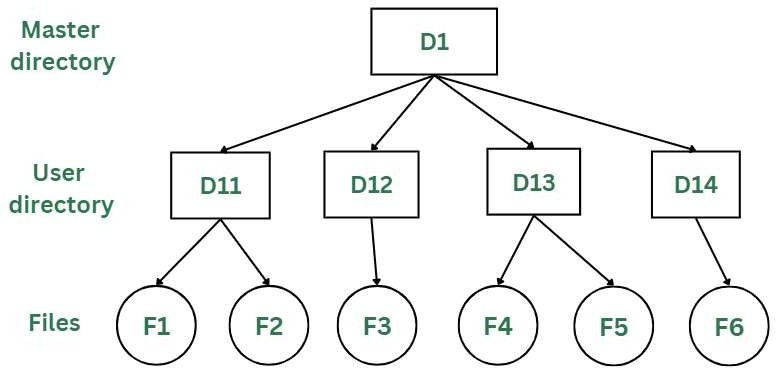 Master
directory
D1
User
directory
D11
D12
D13
D14
Files
F1
F2
F3
F4
F5
F6